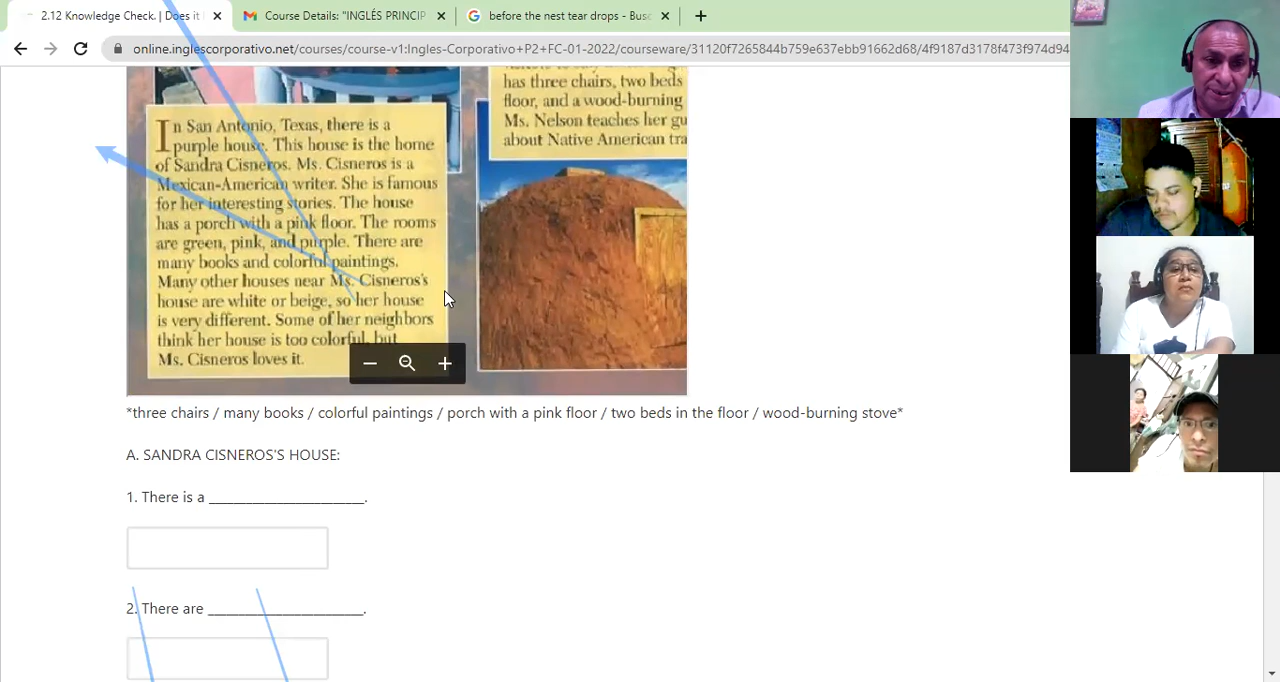 2.12 Knowledge Check. | Does it
Course Details: "INGLÉS PRINCIP
before the nest tear drops - Busc
online.inglescorporativo.net/courses/course-v1:Ingles-Corporativo+P2+FC-01-2022/courseware/31120f7265844b759e637ebb91662d68/4f9187d3178f473f974d94
In San Antonio, Texas, there is a
purple house. This house is the home
of Sandra Cisneros. Ms. Cisneros is a
Mexican-American writer. She is famous
for her interesting stories. The house
has a porch with a pink floor. The rooms
are green, pink, and purple. There are
many books and colorful paintings.
Many other houses near Ms. Cisneros's
house are white or beige, so her house
is very different. Some of her neighbors
think her house is too colorful, but
Ms. Cisneros loves it.
has three chairs, two beds
floor, and a wood-burning
Ms. Nelson teaches her gu
about Native American tra
*three chairs / many books / colorful paintings / porch with a pink floor / two beds in the floor / wood-burning stove*
A. SANDRA CISNEROS'S HOUSE:
1. There is a ______________________.
2. There are ______________________.